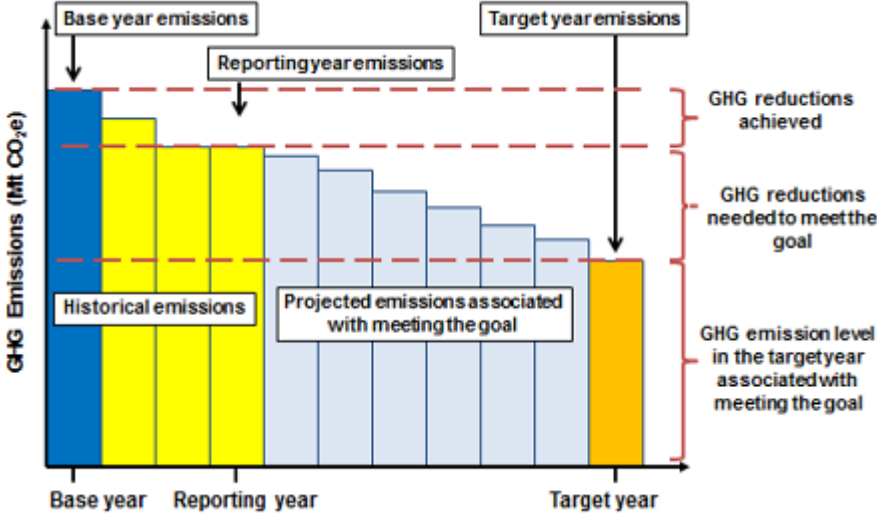 Base year emissions
Target year emissions
Reporting year emissions
GHG reductions
achieved
GHG reductions
needed to meet the
goal
GHG Emissions (Mt CO₂e)
Historical emissions
Projected emissions associated
with meeting the goal
GHG emission level
in the target year
associated with
meeting the goal
Base year
Reporting year
Target year